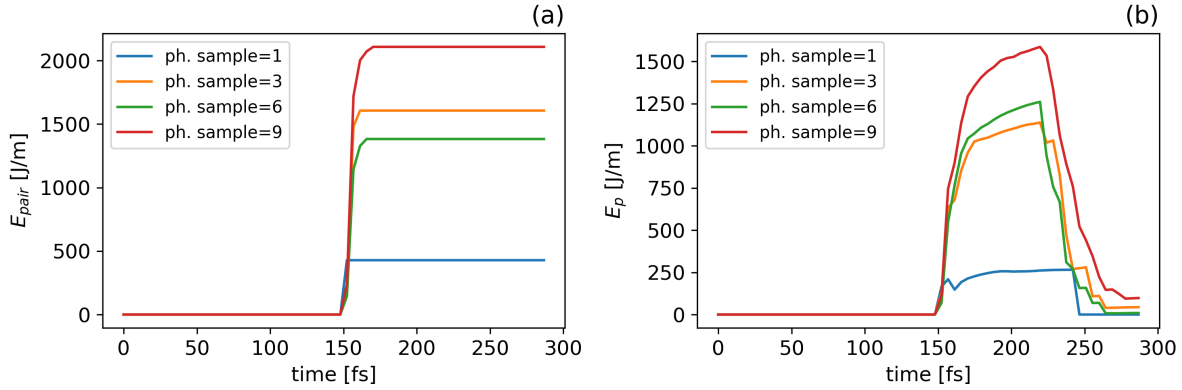 (a)
ph. sample=1
ph. sample=3
ph. sample=6
ph. sample=9
2000
1500
1000
500
0
E_pair [J/m]
0 50 100 150 200 250 300
time [fs]
(b)
ph. sample=1
ph. sample=3
ph. sample=6
ph. sample=9
1500
1250
1000
750
500
250
0
E_p [J/m]
0 50 100 150 200 250 300
time [fs]